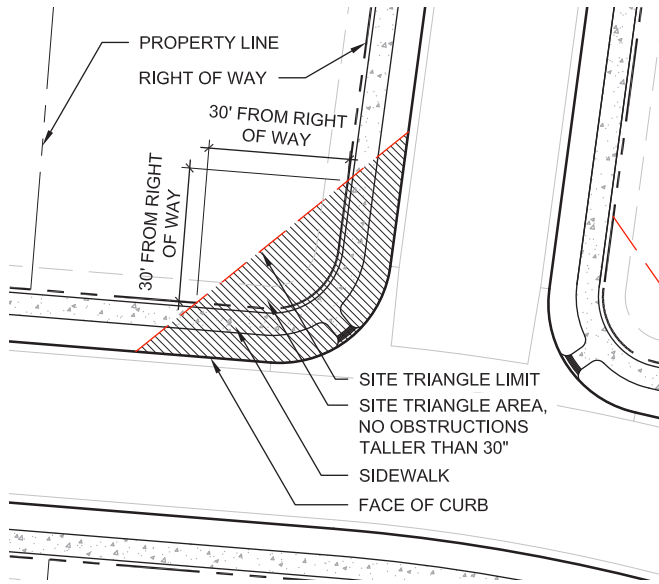 PROPERTY LINE
RIGHT OF WAY
30' FROM RIGHT
OF WAY
30' FROM RIGHT
OF WAY
SITE TRIANGLE LIMIT
SITE TRIANGLE AREA,
NO OBSTRUCTIONS
TALLER THAN 30"
SIDEWALK
FACE OF CURB